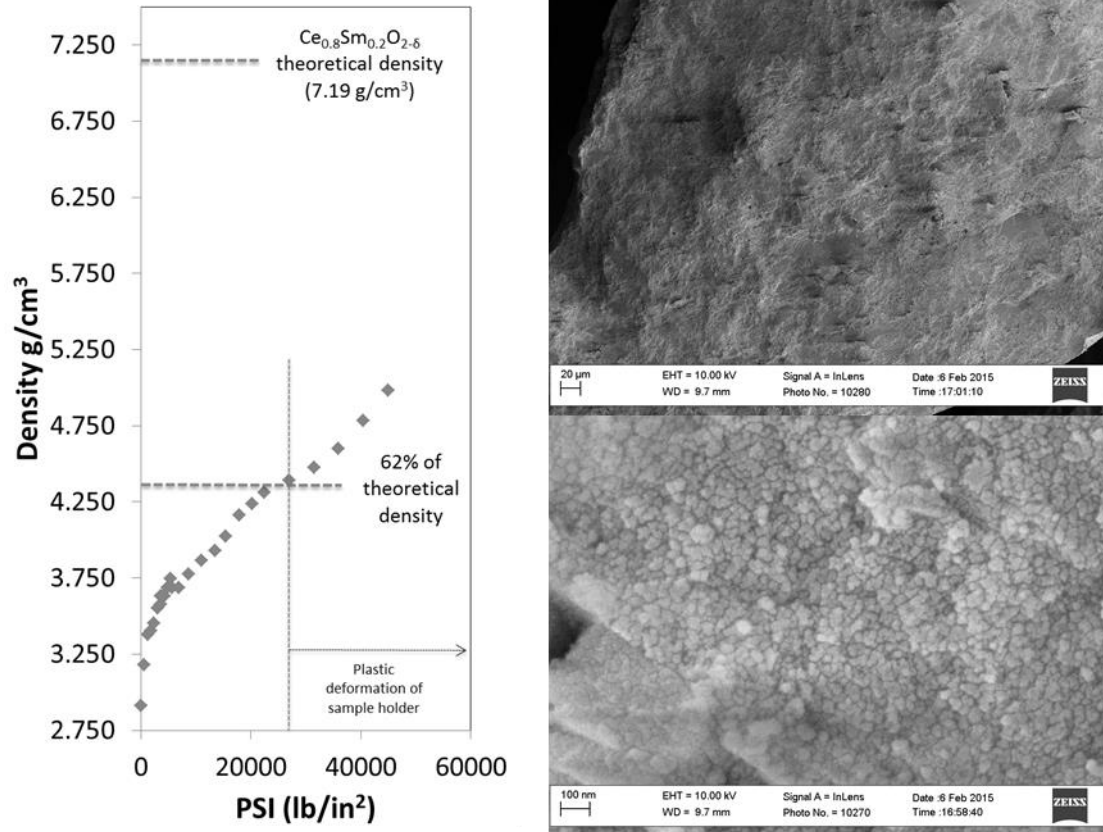 Ce0.8Sm0.2O2-δ
theoretical density
(7.19 g/cm³)
7.250
6.750
6.250
5.750
5.250
4.750
4.250
3.750
3.250
2.750
Density g/cm³
62% of
theoretical
density
Plastic
deformation of
sample holder
0 20000 40000 60000
PSI (lb/in²)
20 µm
EHT = 10.00 kV Signal A = InLens Date :6 Feb 2015
WD = 9.7 mm Photo No. = 10280 Time :17:01:10
ZEISS
100 nm
EHT = 10.00 kV Signal A = InLens Date :6 Feb 2015
WD = 9.7 mm Photo No. = 10270 Time :16:58:40
ZEISS